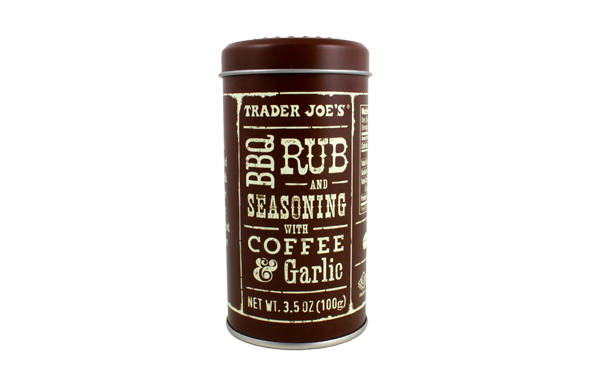 TRADER JOE'S®
BBQ RUB
AND
SEASONING
WITH
COFFEE
& Garlic
NET WT. 3.5 OZ (100g)